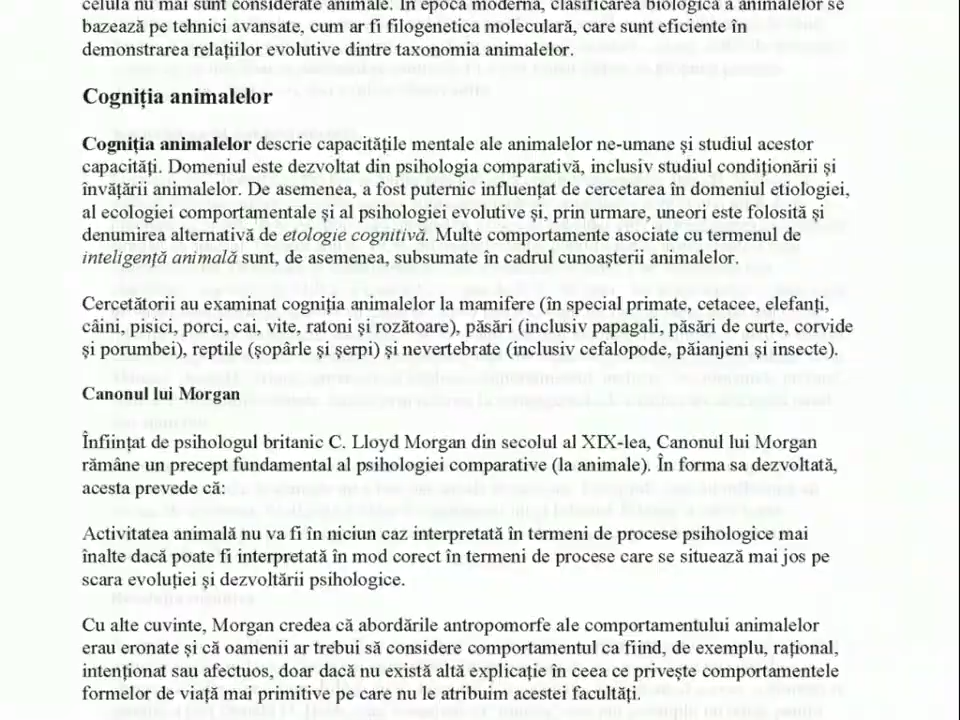 celulă nu mai sunt considerate animale. În epoca modernă, clasificarea biologică a animalelor se
bazează pe tehnici avansate, cum ar fi filogenetica moleculară, care sunt eficiente în
demonstrarea relațiilor evolutive dintre taxonomia animalelor.
Cogniția animalelor
Cogniția animalelor descrie capacitățile mentale ale animalelor ne-umane și studiul acestor
capacități. Domeniul este dezvoltat din psihologia comparativă, inclusiv studiul condiționării și
învățării animalelor. De asemenea, a fost puternic influențat de cercetarea în domeniul etiologiei,
al ecologiei comportamentale și al psihologiei evolutive și, prin urmare, uneori este folosită și
denumirea alternativă de etologie cognitivă. Multe comportamente asociate cu termenul de
inteligență animală sunt, de asemenea, subsumate în cadrul cunoașterii animalelor.
Cercetătorii au examinat cogniția animalelor la mamifere (în special primate, cetacee, elefanți,
câini, pisici, porci, cai, vite, ratoni și rozătoare), păsări (inclusiv papagali, păsări de curte, corvide
și porumbei), reptile (șopârle și șerpi) și nevertebrate (inclusiv cefalopode, păianjeni și insecte).
Canonul lui Morgan
Înființat de psihologul britanic C. Lloyd Morgan din secolul al XIX-lea, Canonul lui Morgan
rămâne un precept fundamental al psihologiei comparative (la animale). În forma sa dezvoltată,
acesta prevede că:
Activitatea animală nu va fi în niciun caz interpretată în termeni de procese psihologice mai
înalte dacă poate fi interpretată în mod corect în termeni de procese care se situează mai jos pe
scara evoluției și dezvoltării psihologice.
Cu alte cuvinte, Morgan credea că abordările antropomorfe ale comportamentului animalelor
erau eronate și că oamenii ar trebui să considere comportamentul ca fiind, de exemplu, rațional,
intenționat sau afectuos, doar dacă nu există altă explicație în ceea ce privește comportamentele
formelor de viață mai primitive pe care nu le atribuim acestei facultăți.